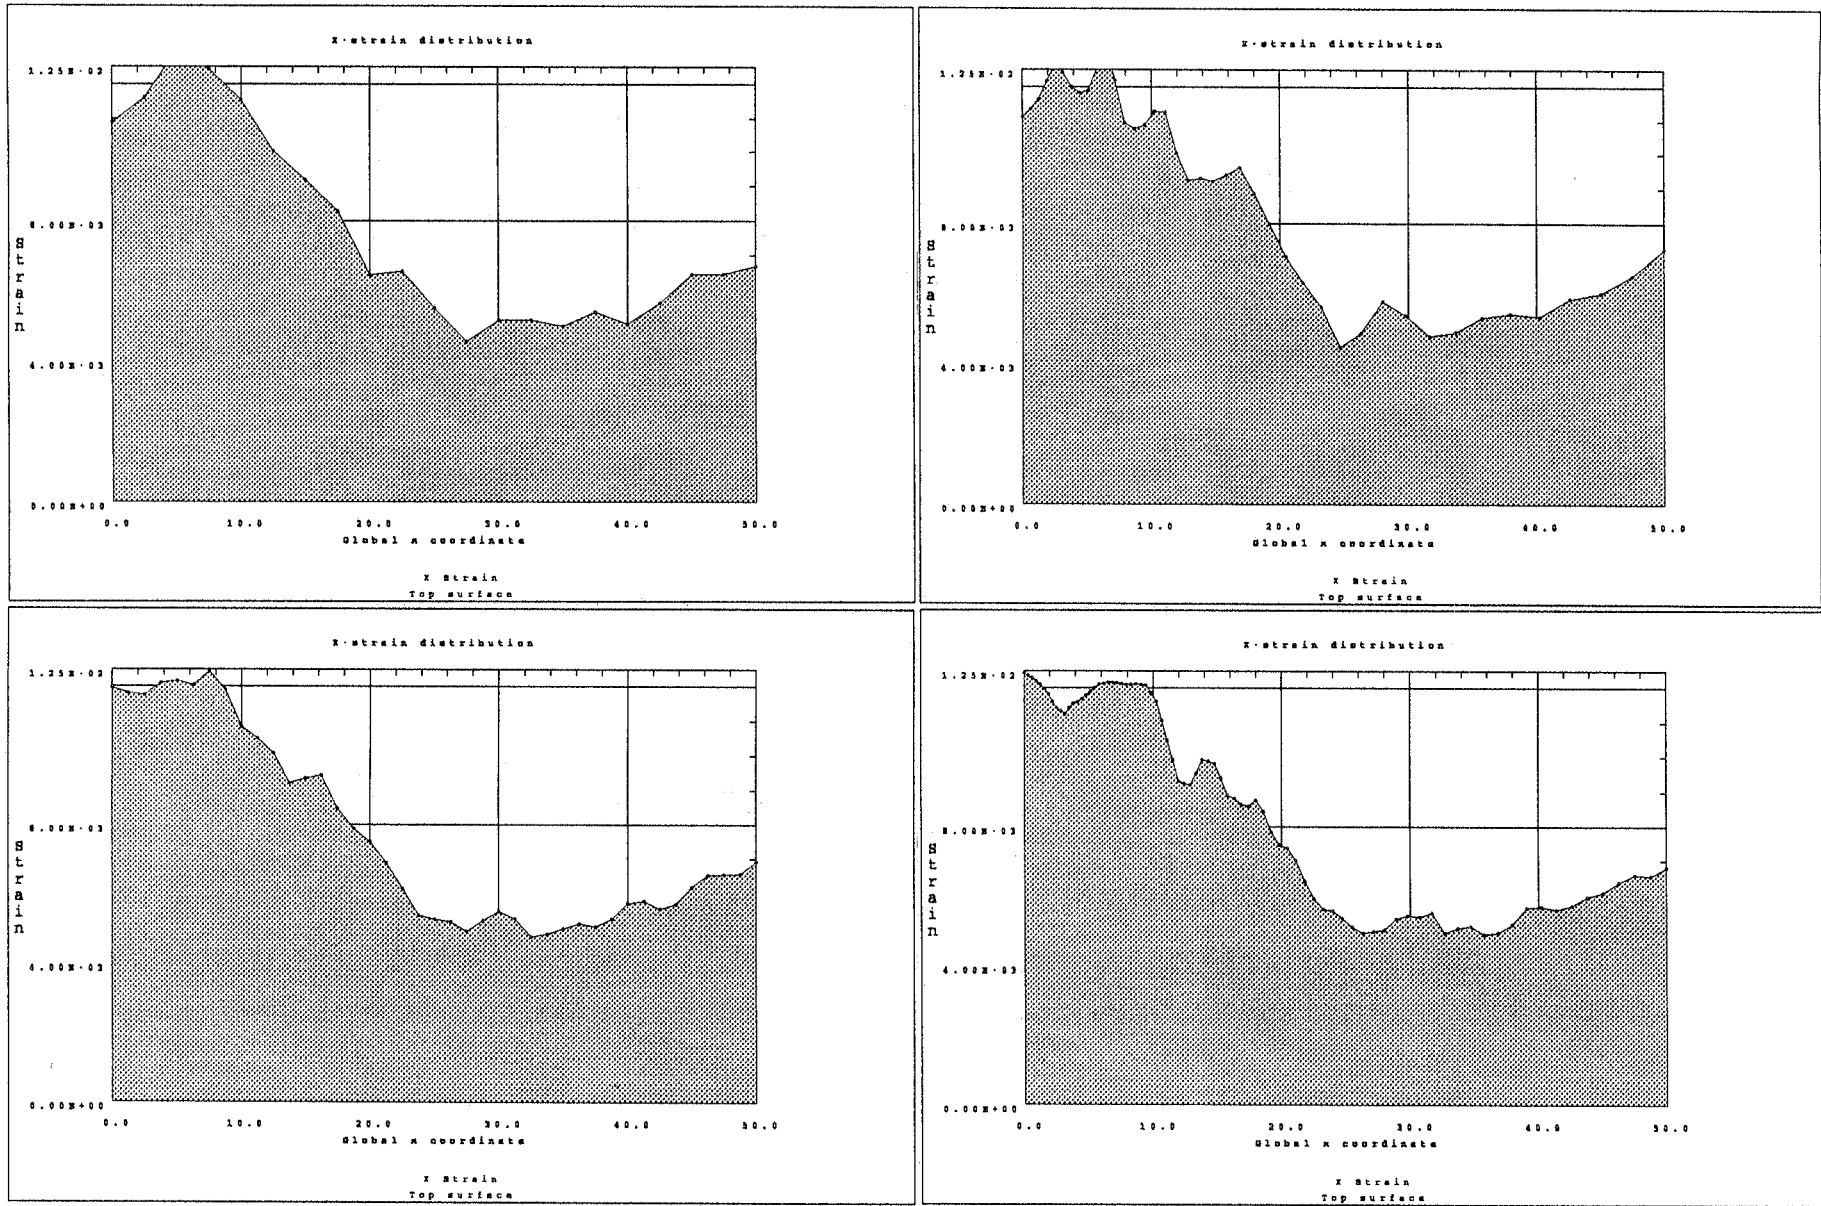 X-strain distribution
1.25E-02
8.00E-03
4.00E-03
0.00E+00
Strain
0.0 10.0 20.0 30.0 40.0 50.0
Global x coordinate
X Strain
Top surface
X-strain distribution
1.25E-02
8.00E-03
4.00E-03
0.00E+00
Strain
0.0 10.0 20.0 30.0 40.0 50.0
Global x coordinate
X Strain
Top surface
X-strain distribution
1.25E-02
8.00E-03
4.00E-03
0.00E+00
Strain
0.0 10.0 20.0 30.0 40.0 50.0
Global x coordinate
X Strain
Top surface
X-strain distribution
1.25E-02
8.00E-03
4.00E-03
0.00E+00
Strain
0.0 10.0 20.0 30.0 40.0 50.0
Global x coordinate
X Strain
Top surface